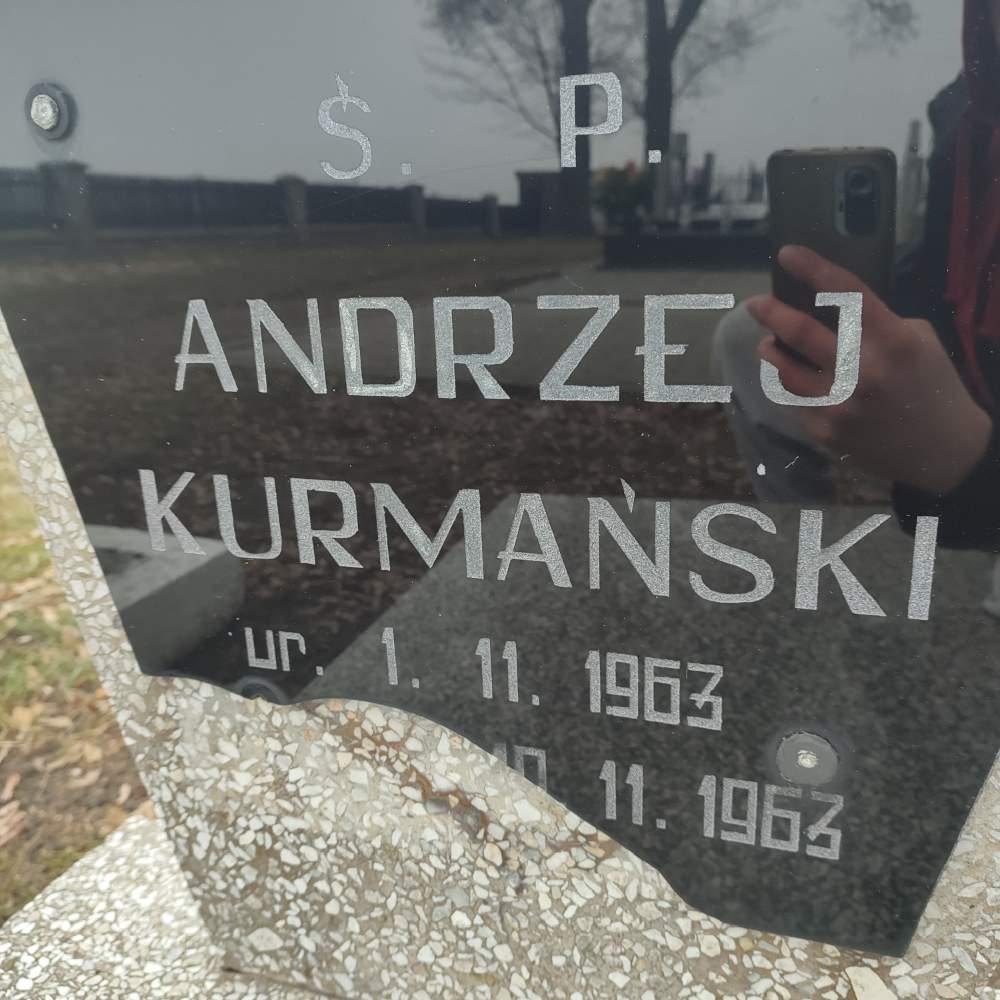 Ś. P.
ANDRZEJ
KURMAŃSKI
ur. 1. 11. 1963
11. 1963